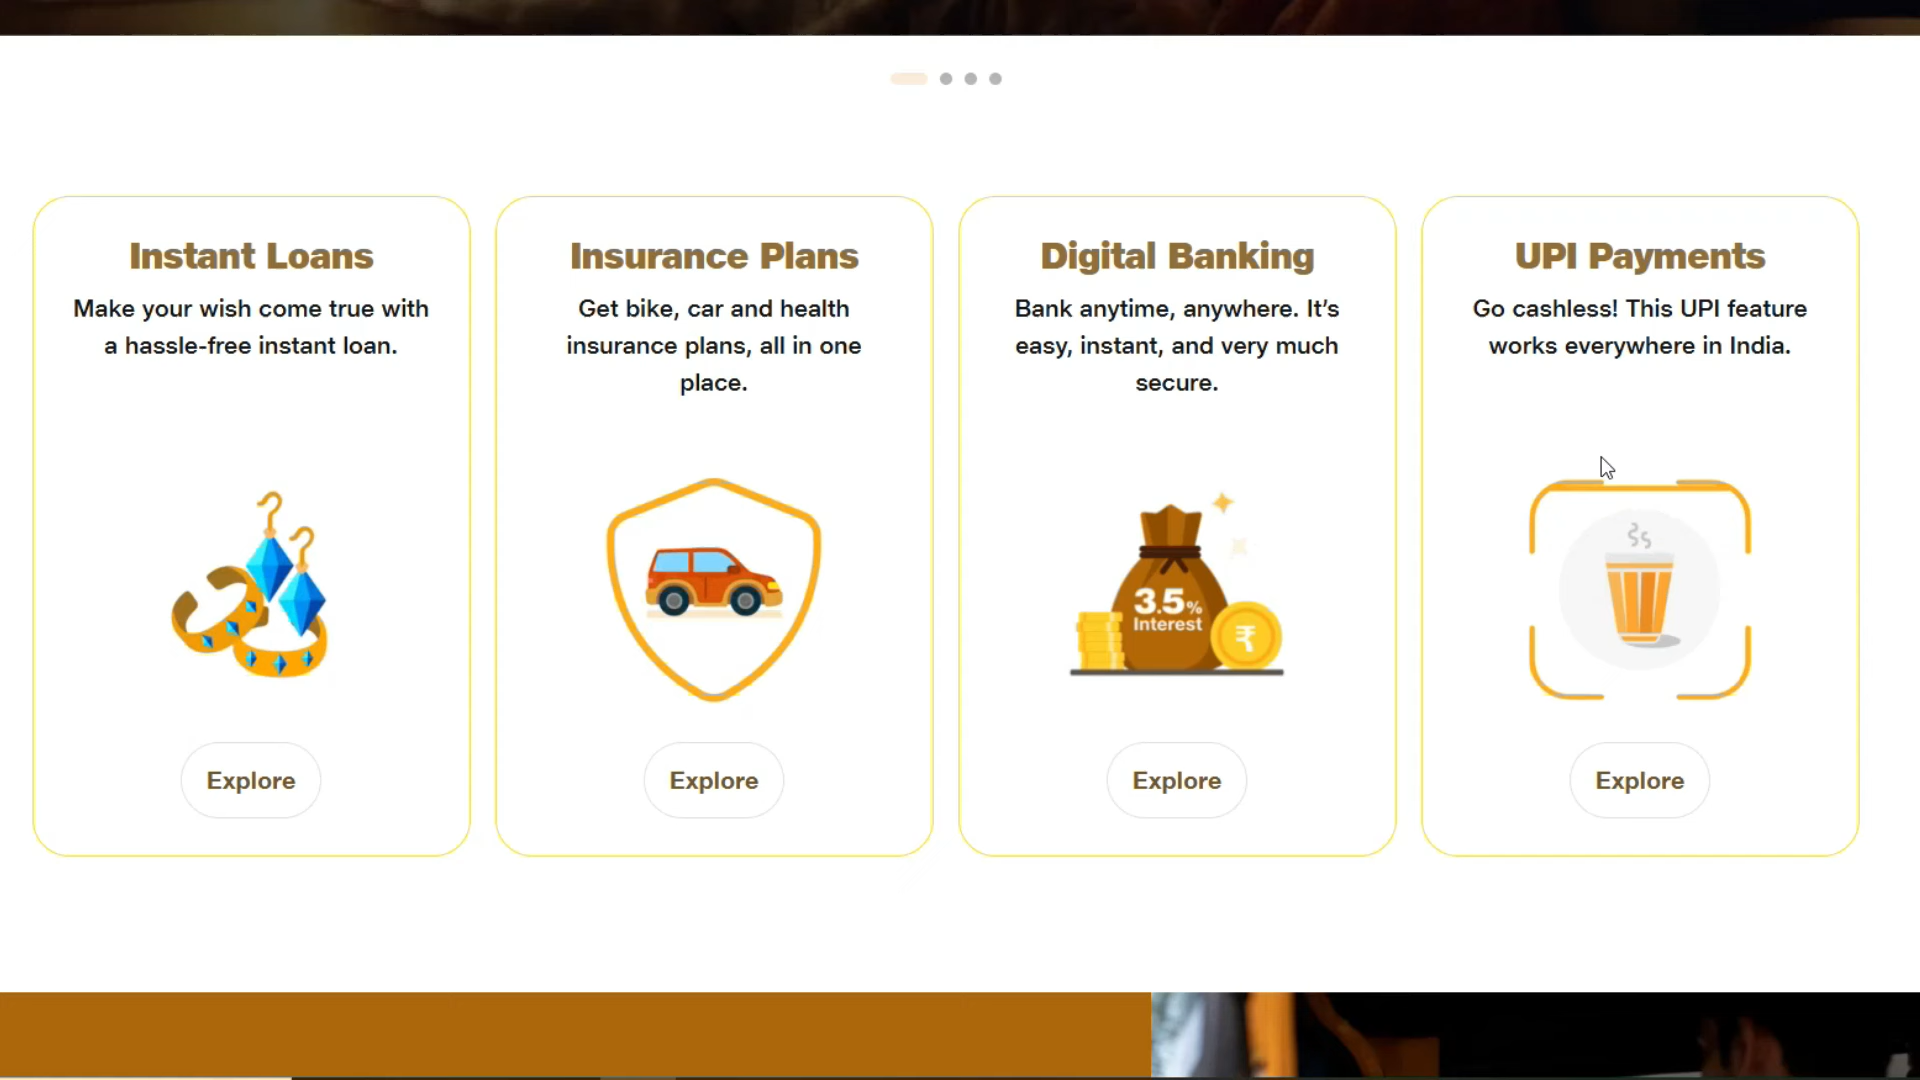 Instant Loans
Make your wish come true with
a hassle-free instant loan.
Explore
Insurance Plans
Get bike, car and health
insurance plans, all in one
place.
Explore
Digital Banking
Bank anytime, anywhere. It’s
easy, instant, and very much
secure.
3.5%
Interest
₹
Explore
UPI Payments
Go cashless! This UPI feature
works everywhere in India.
Explore